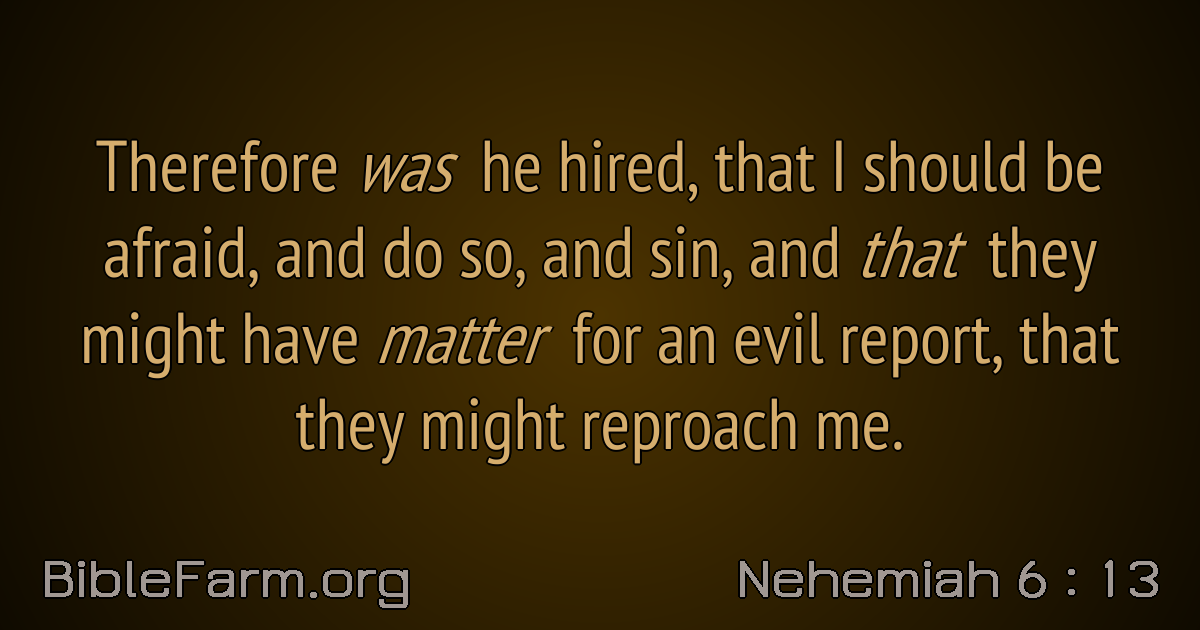 Therefore was he hired, that I should be
afraid, and do so, and sin, and that they
might have matter for an evil report, that
they might reproach me.
BibleFarm.org
Nehemiah 6 : 13